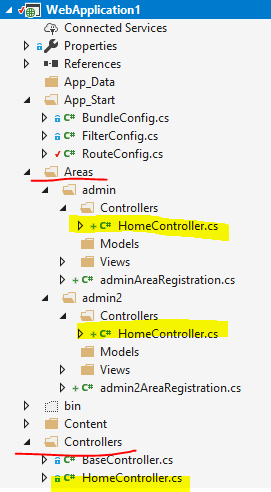 WebApplication1
Connected Services
Properties
References
App_Data
App_Start
C# BundleConfig.cs
C# FilterConfig.cs
C# RouteConfig.cs
Areas
admin
Controllers
C# HomeController.cs
Models
Views
C# adminAreaRegistration.cs
admin2
Controllers
C# HomeController.cs
Models
Views
C# admin2AreaRegistration.cs
bin
Content
Controllers
C# BaseController.cs
C# HomeController.cs